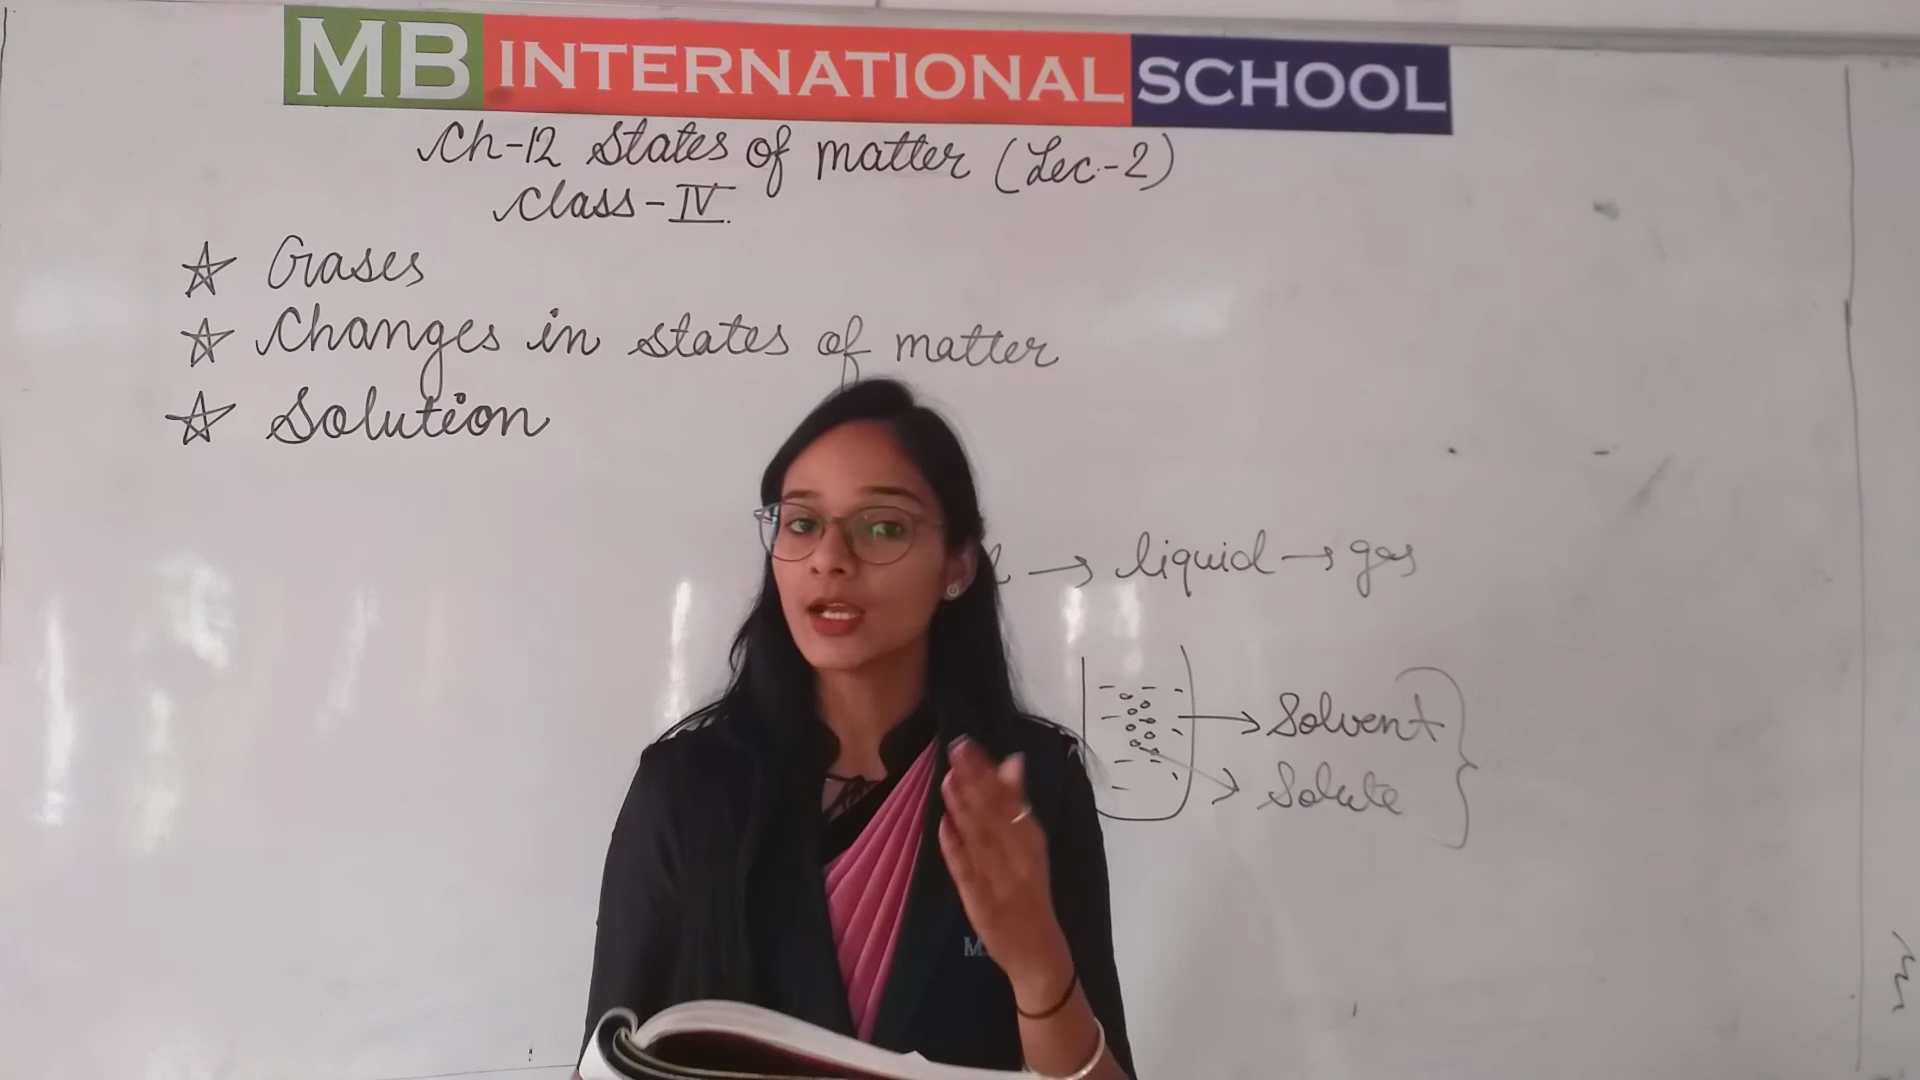 MB INTERNATIONAL SCHOOL
Ch-12 States of matter (Lec-2)
Class-IV
☆ Gases
☆ Changes in states of matter
☆ Solution
→ liquid → gas
→ Solvent
→ Solute